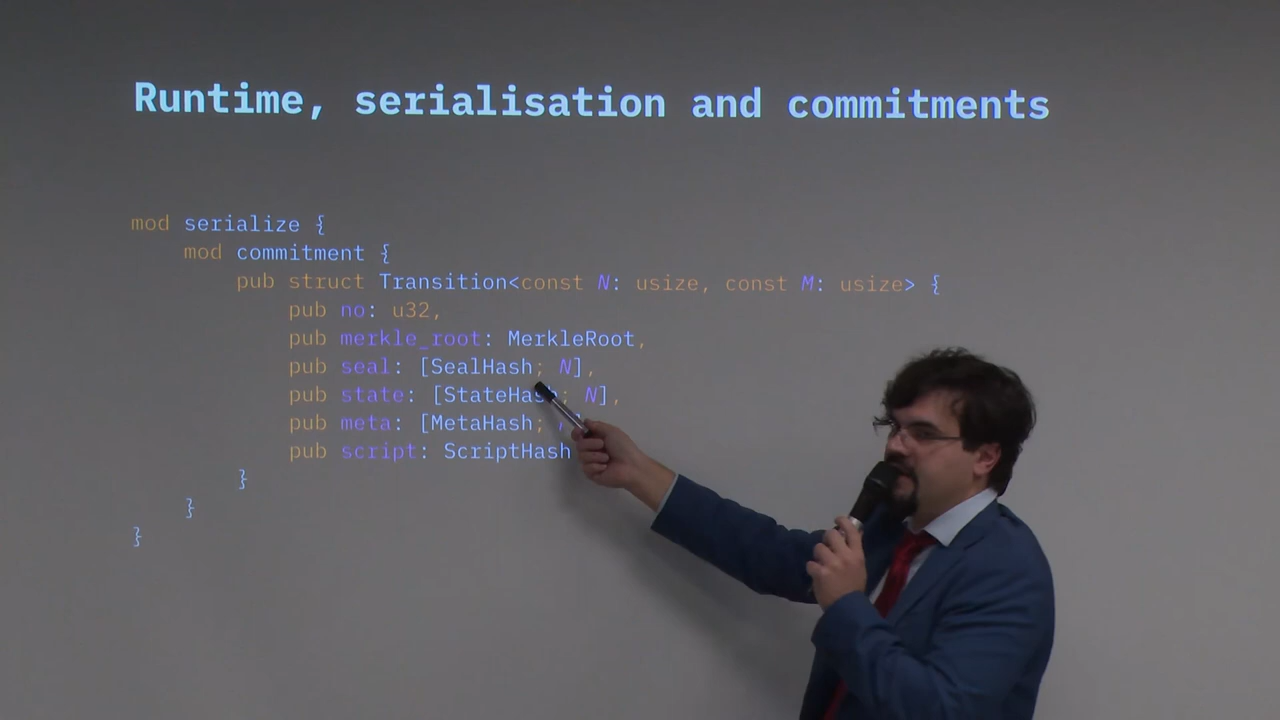 Runtime, serialisation and commitments
mod serialize {
mod commitment {
pub struct Transition<const N: usize, const M: usize> {
pub no: u32,
pub merkle_root: MerkleRoot,
pub seal: [SealHash; N],
pub state: [StateHash; N],
pub meta: [MetaHash; ],
pub script: ScriptHash
}
}
}